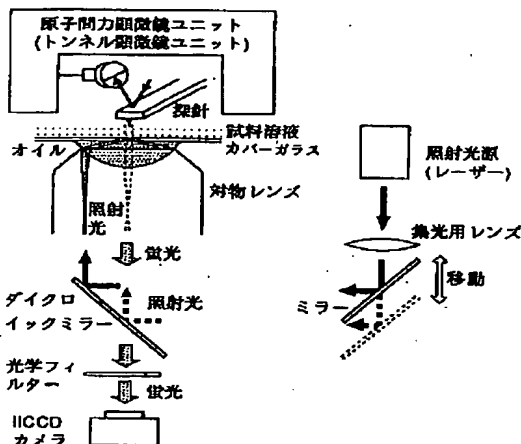 原子間力顕微鏡ユニット
(トンネル顕微鏡ユニット)
探針
試料溶液
カバーガラス
オイル
対物レンズ
照射
光
蛍光
ダイクロ
イックミラー
照射光
光学フィ
ルター
蛍光
IICCD
カメラ
照射光源
(レーザー)
集光用レンズ
移動
ミラー